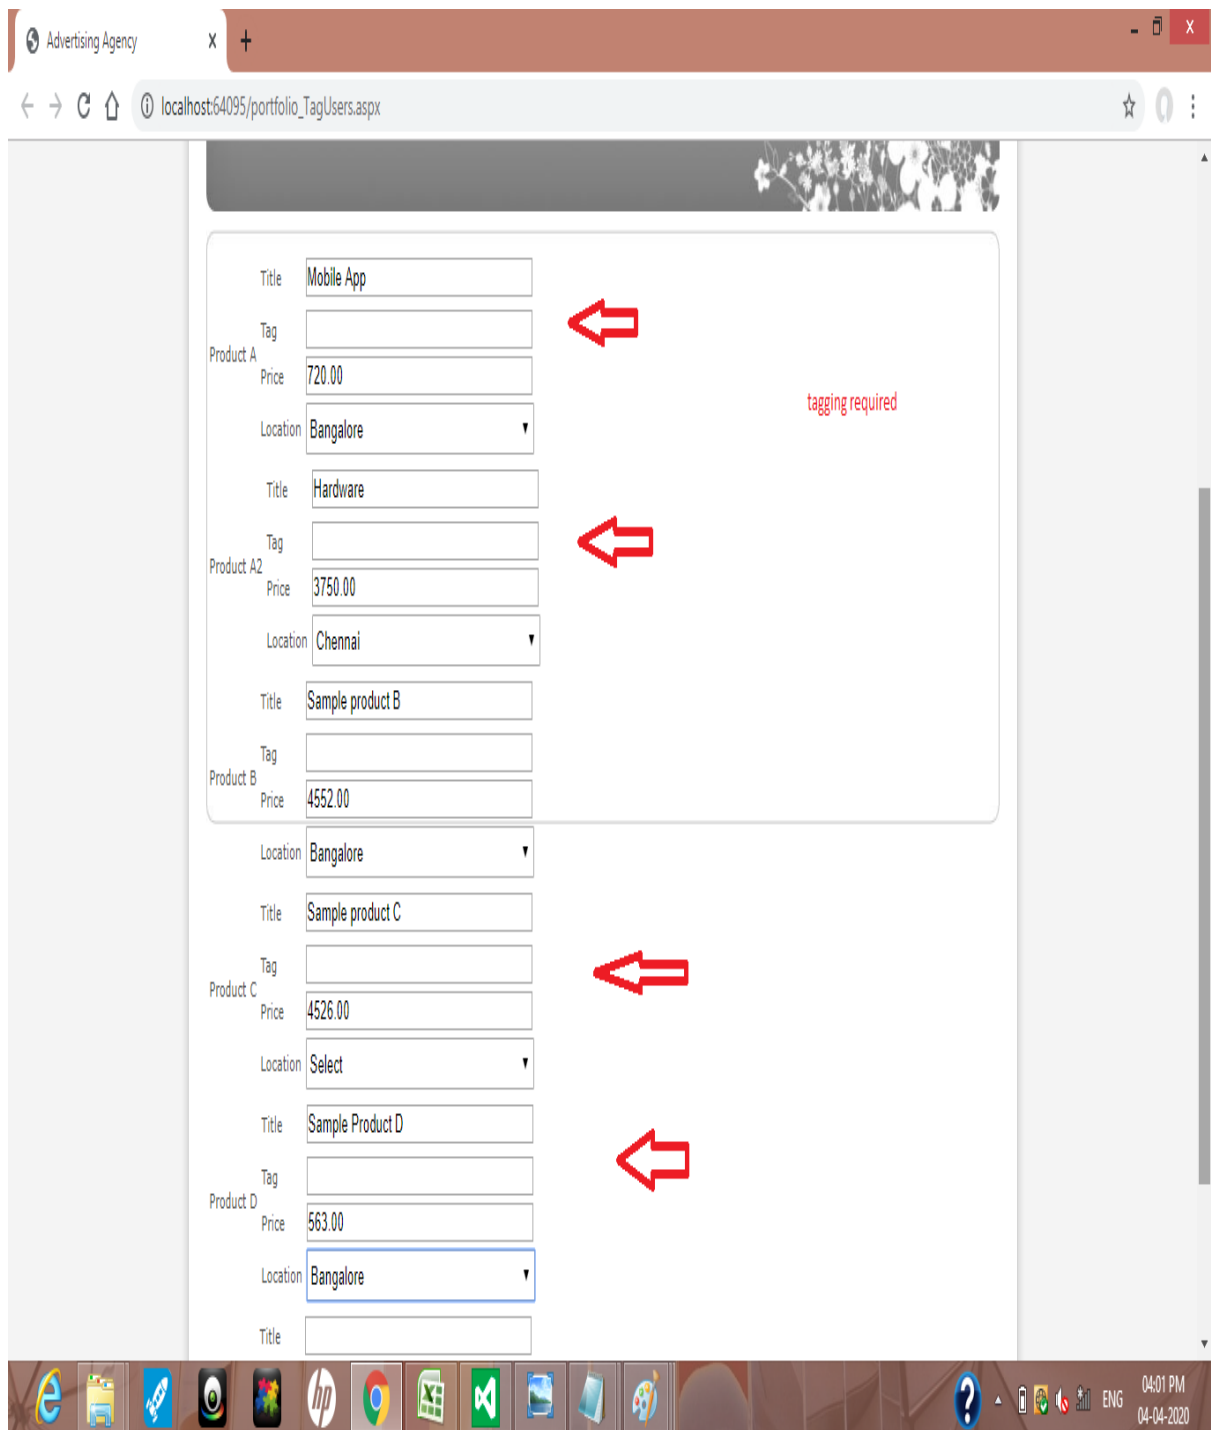 Advertising Agency
localhost:64095/portfolio_TagUsers.aspx
Title Mobile App
Tag
Product A
Price 720.00
tagging required
Location Bangalore
Title Hardware
Tag
Product A2
Price 3750.00
Location Chennai
Title Sample product B
Tag
Product B
Price 4552.00
Location Bangalore
Title Sample product C
Tag
Product C
Price 4526.00
Location Select
Title Sample Product D
Tag
Product D
Price 563.00
Location Bangalore
Title
hp
ENG
04:01 PM
04-04-2020